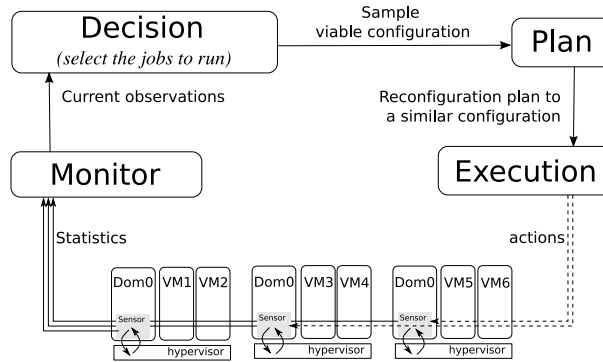 Decision
(select the jobs to run)
Sample
viable configuration
Plan
Current observations
Reconfiguration plan to
a similar configuration
Monitor
Execution
Statistics
actions
Dom0 VM1 VM2 Dom0 VM3 VM4 Dom0 VM5 VM6
Sensor Sensor Sensor
hypervisor hypervisor hypervisor